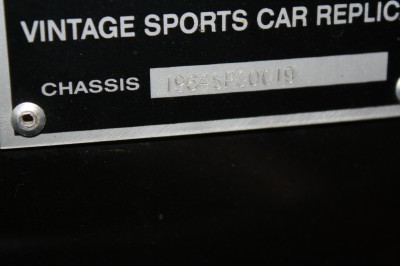 VINTAGE SPORTS CAR REPLIC
CHASSIS